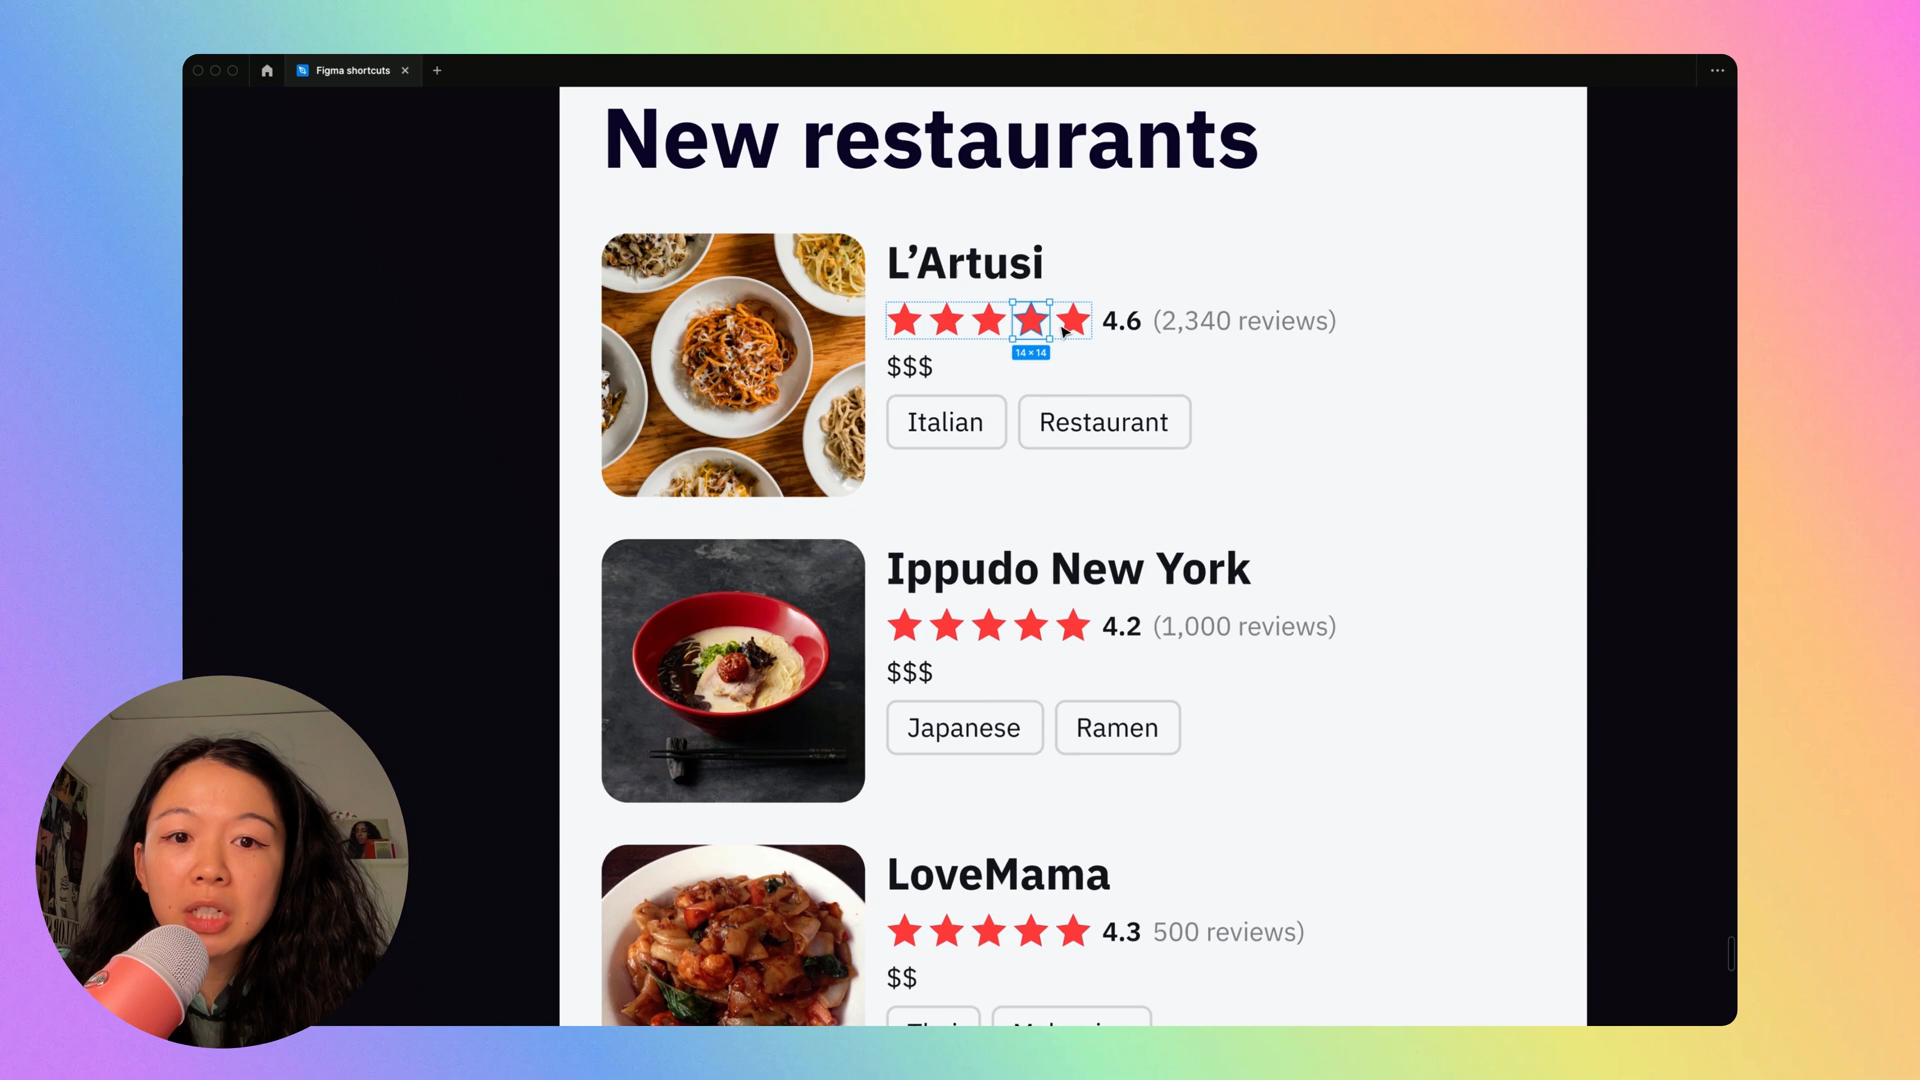 Figma shortcuts
New restaurants
L’Artusi
4.6 (2,340 reviews)
14 × 14
$$$
Italian Restaurant
Ippudo New York
4.2 (1,000 reviews)
$$$
Japanese Ramen
LoveMama
4.3 500 reviews)
$$